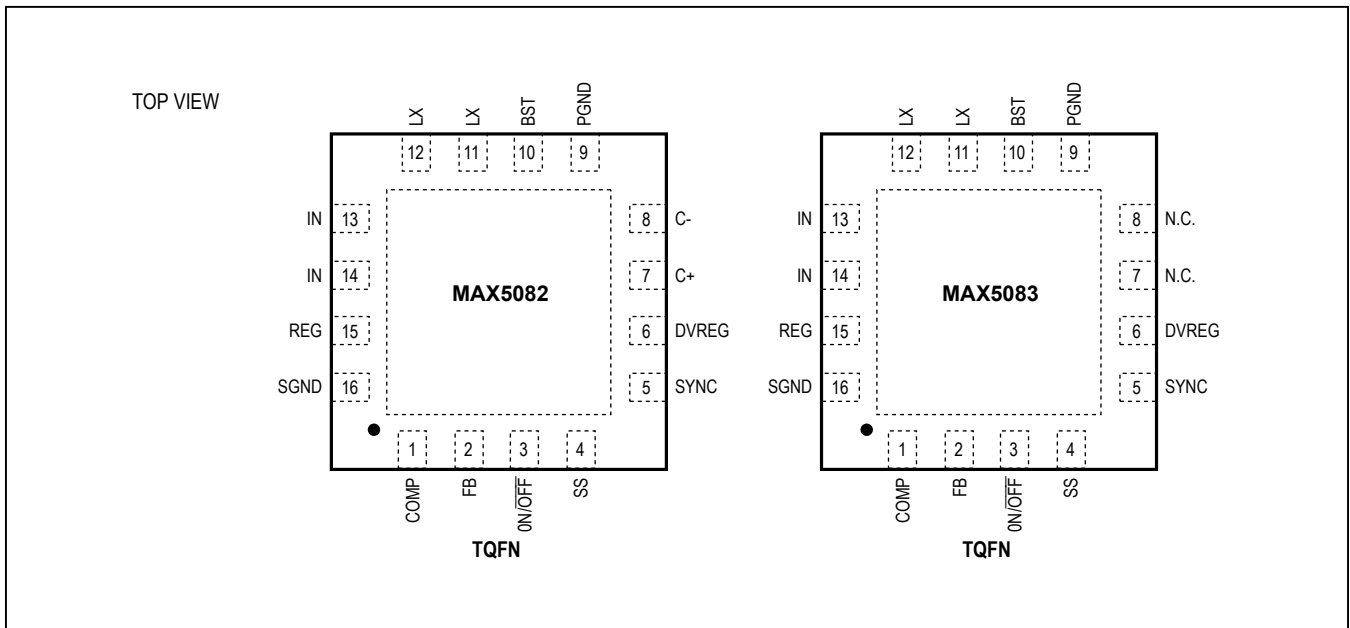 TOP VIEW
LX LX BST PGND
12 11 10 9
IN 13
8 C-
IN 14
7 C+
MAX5082
REG 15
6 DVREG
SGND 16
5 SYNC
1 2 3 4
COMP FB 0N/OFF SS
TQFN
LX LX BST PGND
12 11 10 9
IN 13
8 N.C.
IN 14
7 N.C.
MAX5083
REG 15
6 DVREG
SGND 16
5 SYNC
1 2 3 4
COMP FB 0N/OFF SS
TQFN